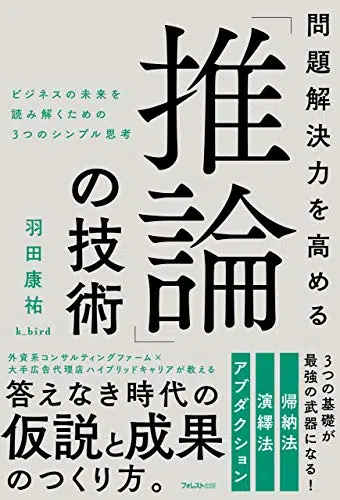 問題解決力を高める
「推論」
の技術
ビジネスの未来を
読み解くための
3つのシンプル思考
羽田康祐
k_bird
3つの基礎が
最強の武器になる!
帰納法
演繹法
アブダクション
外資系コンサルティングファーム×
大手広告代理店ハイブリッドキャリアが教える
答えなき時代の
仮説と成果
のつくり方。
フォレスト出版